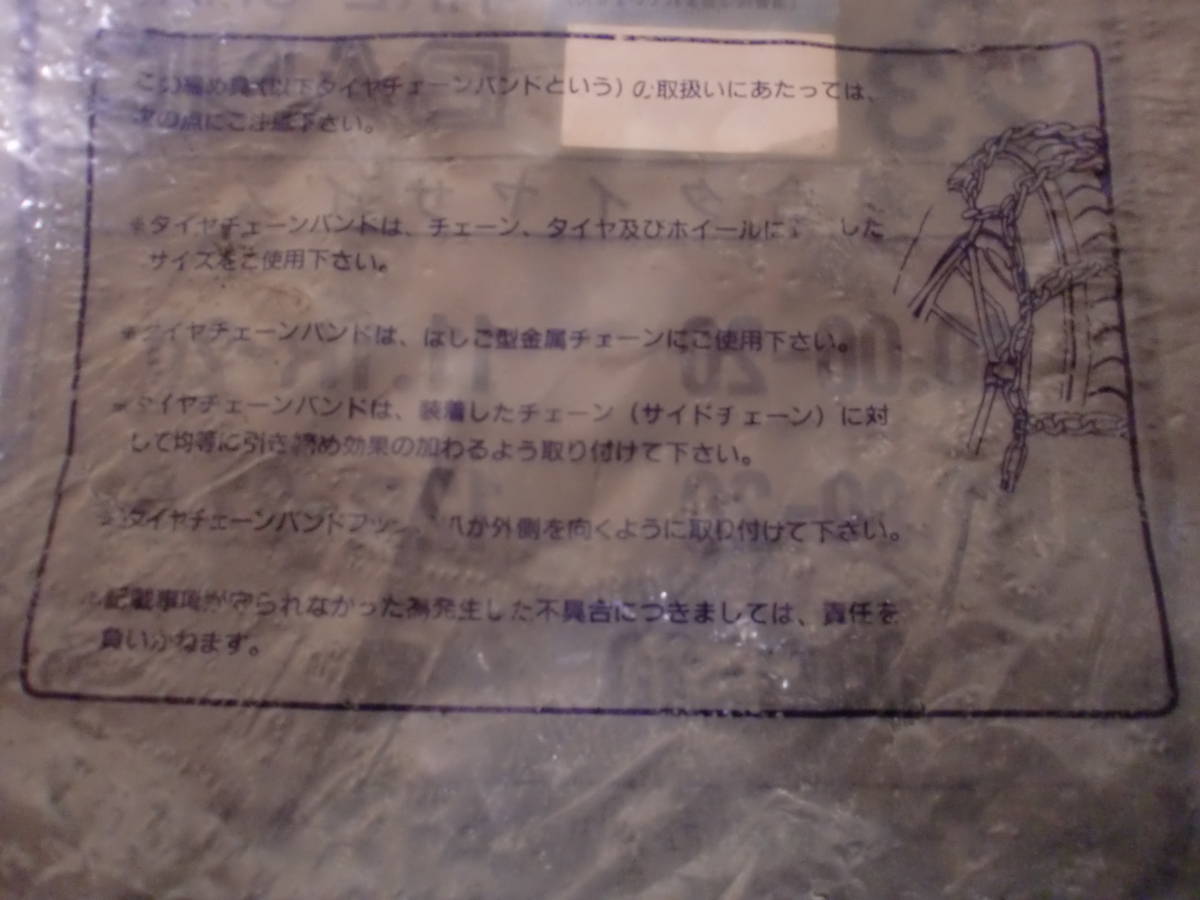 この締め具(以下タイヤチェーンバンドという)の取扱いにあたっては、
次の点にご注意下さい。
*タイヤチェーンバンドは、チェーン、タイヤ及びホイールに した
サイズをご使用下さい。
*タイヤチェーンバンドは、はしご型金属チェーンにご使用下さい。
*タイヤチェーンバンドは、装着したチェーン(サイドチェーン)に対
して均等に引き締め効果の加わるよう取り付けて下さい。
*タイヤチェーンバンドフッ が外側を向くように取り付けて下さい。
記載事項が守られなかった為発生した不具合につきましては、責任を
負いかねます。